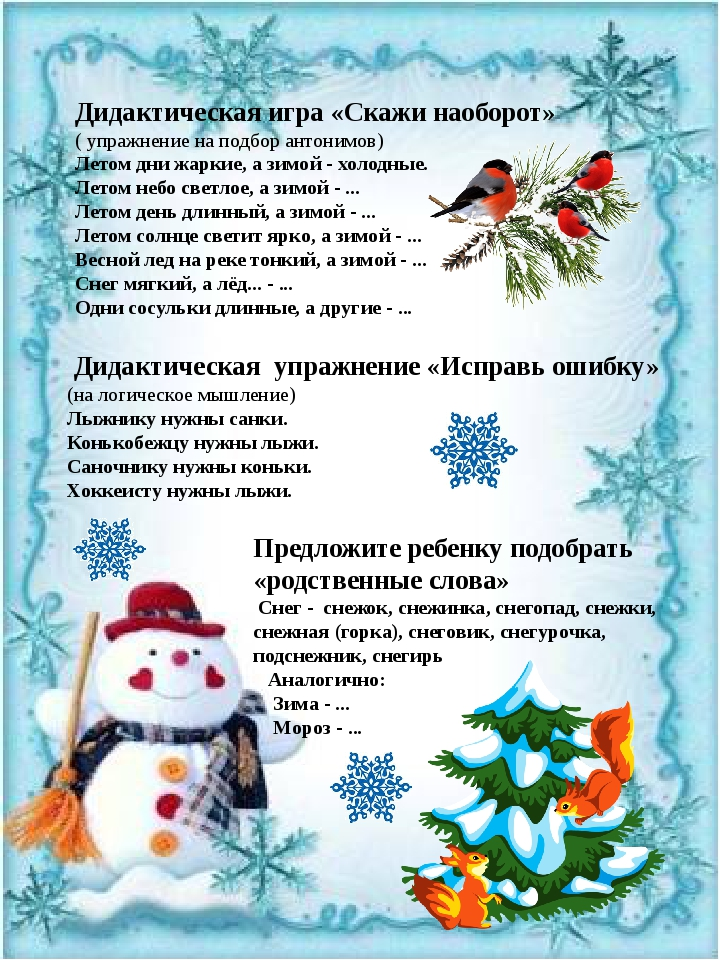 Дидактическая игра «Скажи наоборот»
( упражнение на подбор антонимов)
Летом дни жаркие, а зимой - холодные.
Летом небо светлое, а зимой - ...
Летом день длинный, а зимой - ...
Летом солнце светит ярко, а зимой - ...
Весной лед на реке тонкий, а зимой - ...
Снег мягкий, а лёд... - ...
Одни сосульки длинные, а другие - ...
Дидактическая упражнение «Исправь ошибку»
(на логическое мышление)
Лыжнику нужны санки.
Конькобежцу нужны лыжи.
Саночнику нужны коньки.
Хоккеисту нужны лыжи.
Предложите ребенку подобрать
«родственные слова»
Снег - снежок, снежинка, снегопад, снежки,
снежная (горка), снеговик, снегурочка,
подснежник, снегирь
Аналогично:
Зима - ...
Мороз - ...